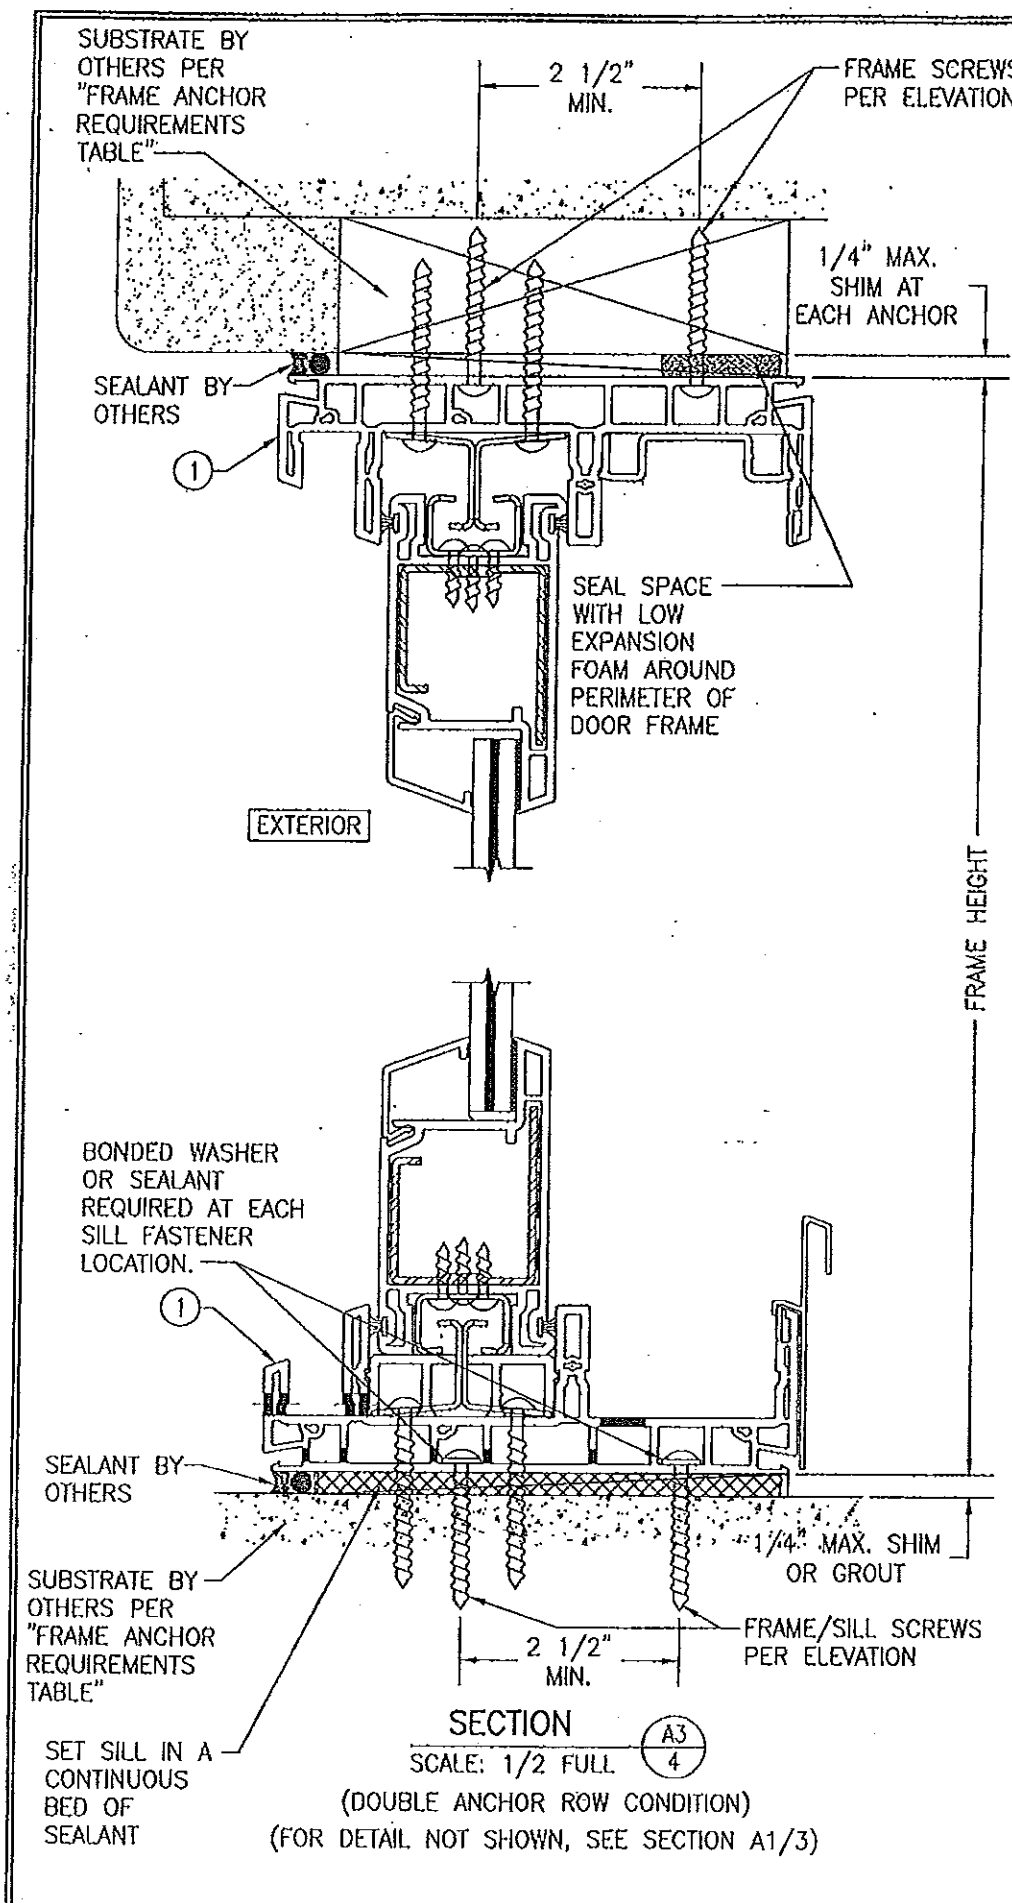 SUBSTRATE BY
OTHERS PER
"FRAME ANCHOR
REQUIREMENTS
TABLE"
2 1/2"
MIN.
FRAME SCREWS
PER ELEVATION
1/4" MAX.
SHIM AT
EACH ANCHOR
SEALANT BY
OTHERS
1
SEAL SPACE
WITH LOW
EXPANSION
FOAM AROUND
PERIMETER OF
DOOR FRAME
EXTERIOR
FRAME HEIGHT
BONDED WASHER
OR SEALANT
REQUIRED AT EACH
SILL FASTENER
LOCATION.
1
SEALANT BY
OTHERS
1/4" MAX. SHIM
OR GROUT
SUBSTRATE BY
OTHERS PER
"FRAME ANCHOR
REQUIREMENTS
TABLE"
FRAME/SILL SCREWS
PER ELEVATION
2 1/2"
MIN.
SET SILL IN A
CONTINUOUS
BED OF
SEALANT
SECTION
A3
4
SCALE: 1/2 FULL
(DOUBLE ANCHOR ROW CONDITION)
(FOR DETAIL NOT SHOWN, SEE SECTION A1/3)